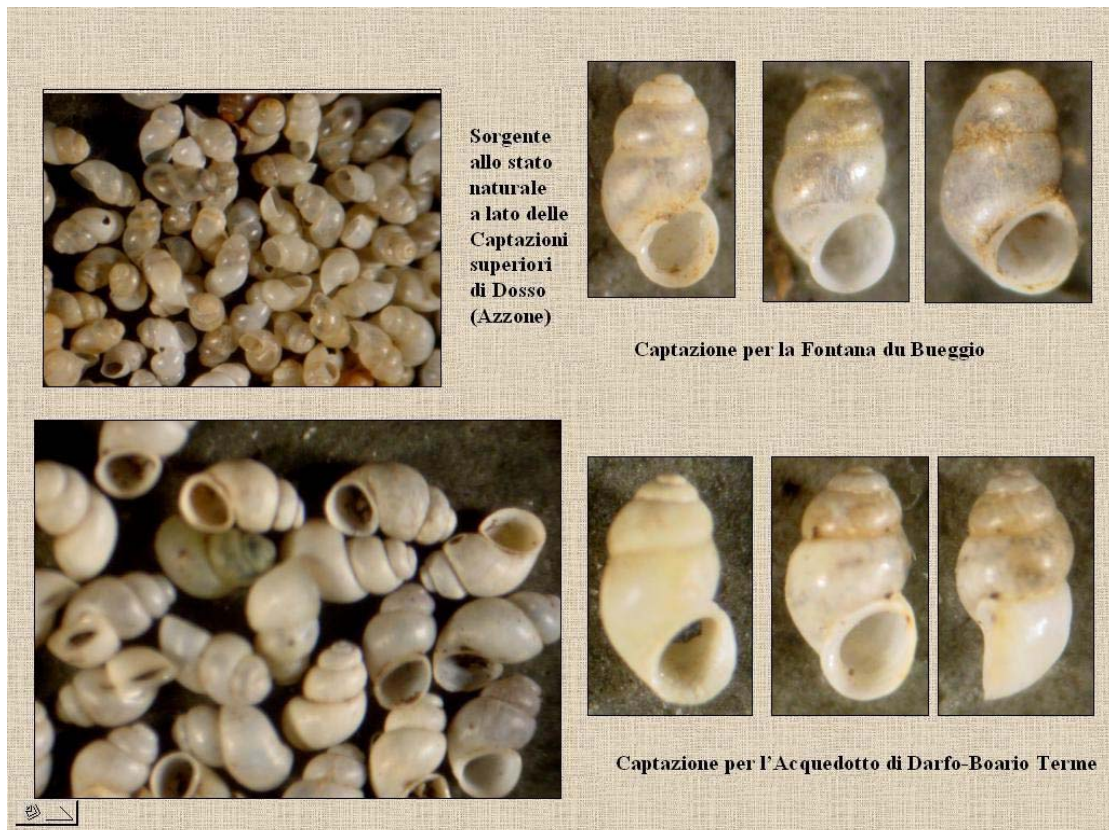 Sorgente
allo stato
naturale
a lato delle
Captazioni
superiori
di Dosso
(Azzone)
Captazione per la Fontana du Bueggio
Captazione per l'Acquedotto di Darfo-Boario Terme